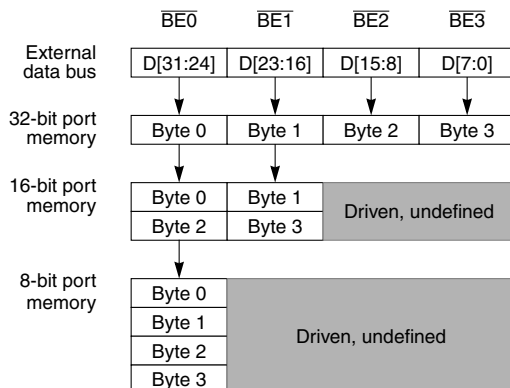 BE0 BE1 BE2 BE3
External data bus D[31:24] D[23:16] D[15:8] D[7:0]
32-bit port memory Byte 0 Byte 1 Byte 2 Byte 3
16-bit port memory Byte 0 Byte 1 Driven, undefined
Byte 2 Byte 3
8-bit port memory Byte 0 Driven, undefined
Byte 1
Byte 2
Byte 3